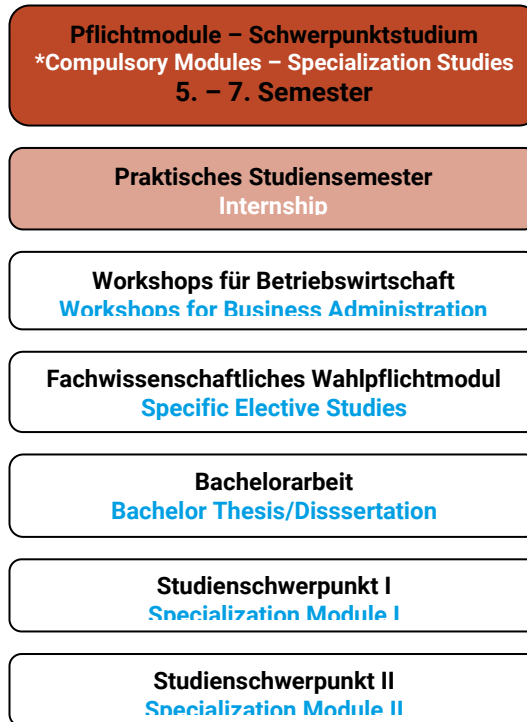 Pflichtmodule – Schwerpunktstudium
*Compulsory Modules – Specialization Studies
5. – 7. Semester
Praktisches Studiensemester
Internship
Workshops für Betriebswirtschaft
Workshops for Business Administration
Fachwissenschaftliches Wahlpflichtmodul
Specific Elective Studies
Bachelorarbeit
Bachelor Thesis/Disssertation
Studienschwerpunkt I
Specialization Module I
Studienschwerpunkt II
Specialization Module II